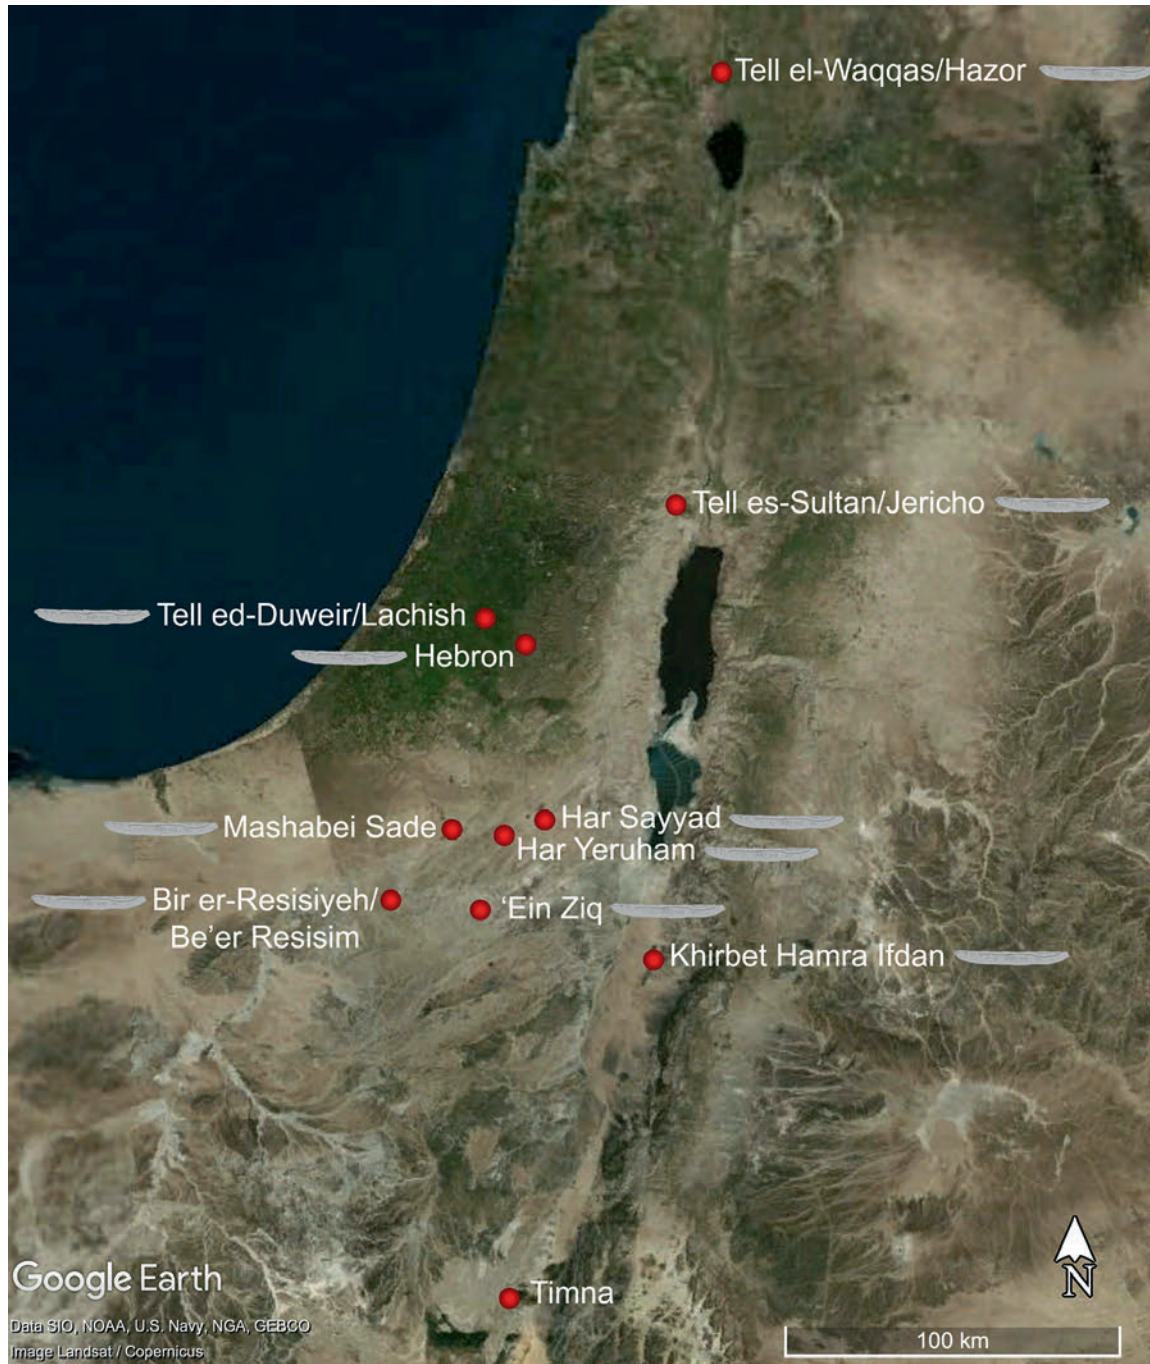 Tell el-Waqqas/Hazor
Tell es-Sultan/Jericho
Tell ed-Duweir/Lachish
Hebron
Har Sayyad
Mashabei Sade
Har Yeruham
Bir er-Resisiyeh/
Be'er Resisim
‘Ein Ziq
Khirbet Hamra Ifdan
Timna
N
Google Earth
Data SIO, NOAA, U.S. Navy, NGA, GEBCO
Image Landsat / Copernicus
100 km